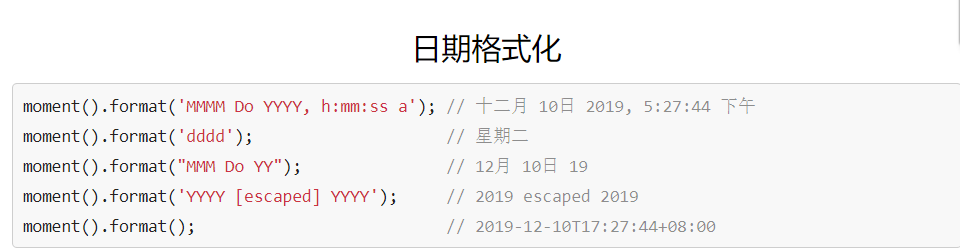 日期格式化
moment().format('MMMM Do YYYY, h:mm:ss a'); // 十二月 10日 2019, 5:27:44 下午
moment().format('dddd'); // 星期二
moment().format("MMM Do YY"); // 12月 10日 19
moment().format('YYYY [escaped] YYYY'); // 2019 escaped 2019
moment().format(); // 2019-12-10T17:27:44+08:00